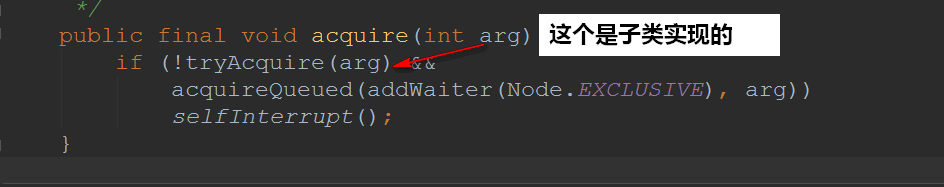 */
public final void acquire(int arg) 这个是子类实现的
if (!tryAcquire(arg) &&
acquireQueued(addWaiter(Node.EXCLUSIVE), arg))
selfInterrupt();
}